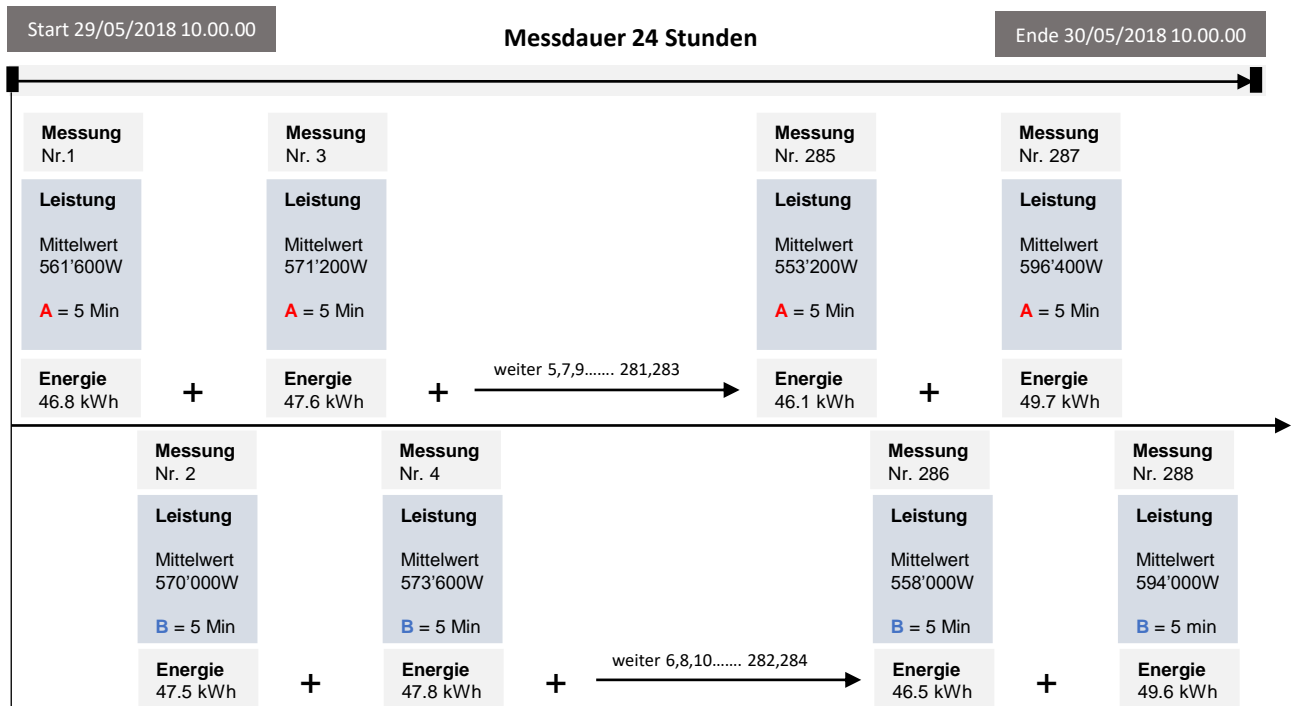 Start 29/05/2018 10.00.00
Messdauer 24 Stunden
Ende 30/05/2018 10.00.00
Messung
Nr.1
Leistung
Mittelwert
561'600W
A = 5 Min
Energie
46.8 kWh
+
Messung
Nr. 3
Leistung
Mittelwert
571'200W
A = 5 Min
Energie
47.6 kWh
+
weiter 5,7,9....... 281,283
Messung
Nr. 285
Leistung
Mittelwert
553'200W
A = 5 Min
Energie
46.1 kWh
+
Messung
Nr. 287
Leistung
Mittelwert
596'400W
A = 5 Min
Energie
49.7 kWh
Messung
Nr. 2
Leistung
Mittelwert
570'000W
B = 5 Min
Energie
47.5 kWh
+
Messung
Nr. 4
Leistung
Mittelwert
573'600W
B = 5 Min
Energie
47.8 kWh
+
weiter 6,8,10....... 282,284
Messung
Nr. 286
Leistung
Mittelwert
558'000W
B = 5 Min
Energie
46.5 kWh
+
Messung
Nr. 288
Leistung
Mittelwert
594'000W
B = 5 min
Energie
49.6 kWh